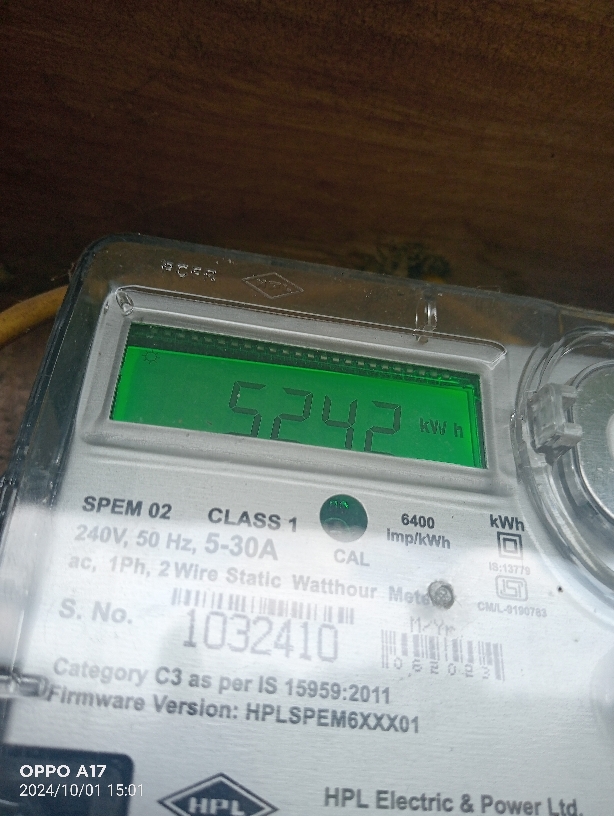 5242 kWh
SPEM 02 CLASS 1 6400 kWh
240V, 50 Hz, 5-30A Imp/kWh
CAL
IS:13779
ac, 1Ph, 2 Wire Static Watthour Meter
CM/L-9190783
S. No. 1032410 M/Yr
062023
Category C3 as per IS 15959:2011
Firmware Version: HPLSPEM6XXX01
HPL HPL Electric & Power Ltd.
OPPO A17
2024/10/01 15:01